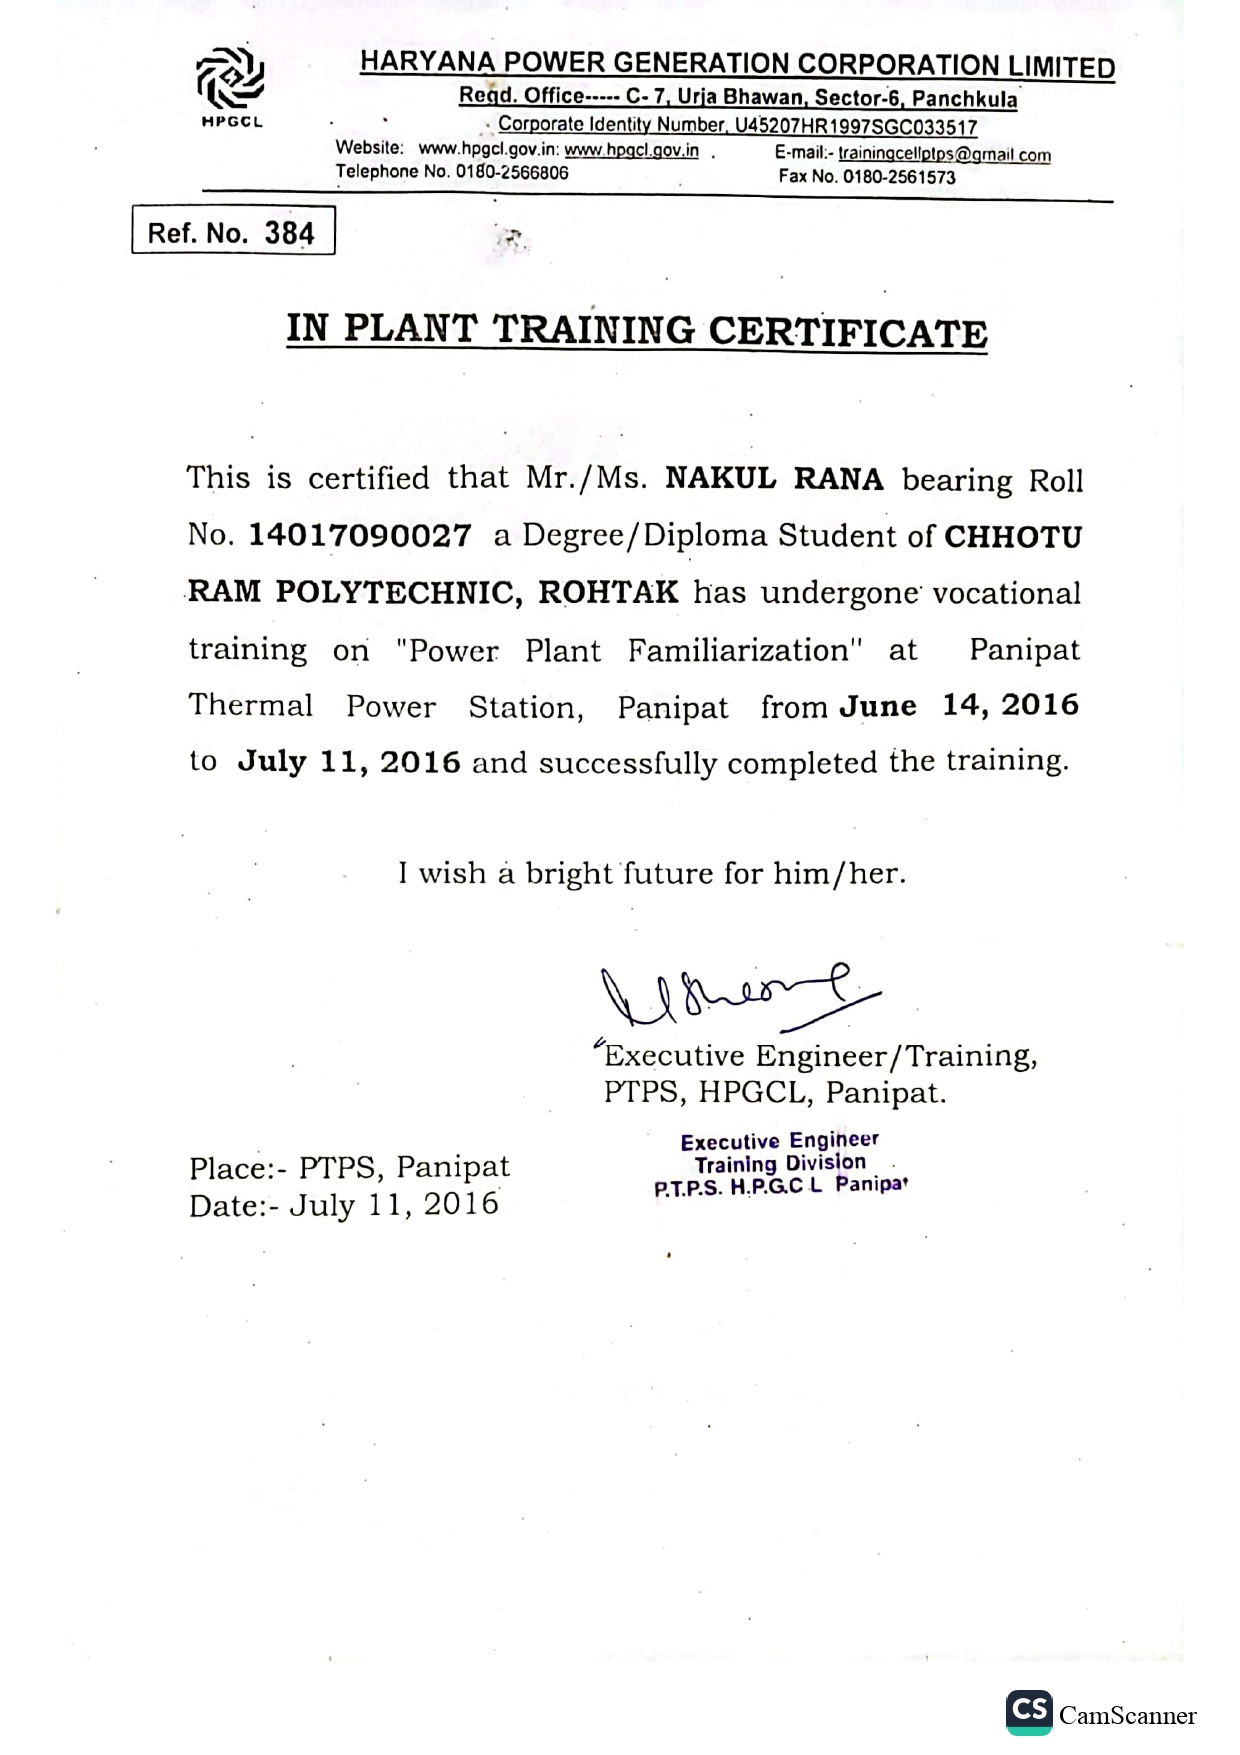 HPGCL
HARYANA POWER GENERATION CORPORATION LIMITED
Regd. Office----- C- 7, Urja Bhawan, Sector-6, Panchkula
Corporate Identity Number, U45207HR1997SGC033517
Website: www.hpgcl.gov.in: www.hpgcl.gov.in . E-mail:- trainingcellptps@gmail com
Telephone No. 0180-2566806 Fax No. 0180-2561573
Ref. No. 384
IN PLANT TRAINING CERTIFICATE
This is certified that Mr./Ms. NAKUL RANA bearing Roll
No. 14017090027 a Degree/Diploma Student of CHHOTU
RAM POLYTECHNIC, ROHTAK has undergone vocational
training on "Power Plant Familiarization" at Panipat
Thermal Power Station, Panipat from June 14, 2016
to July 11, 2016 and successfully completed the training.
I wish a bright future for him/her.
Executive Engineer/Training,
PTPS, HPGCL, Panipat.
Executive Engineer
Training Division
P.T.P.S. H.P.G.C L Panipat
Place:- PTPS, Panipat
Date:- July 11, 2016
CS CamScanner